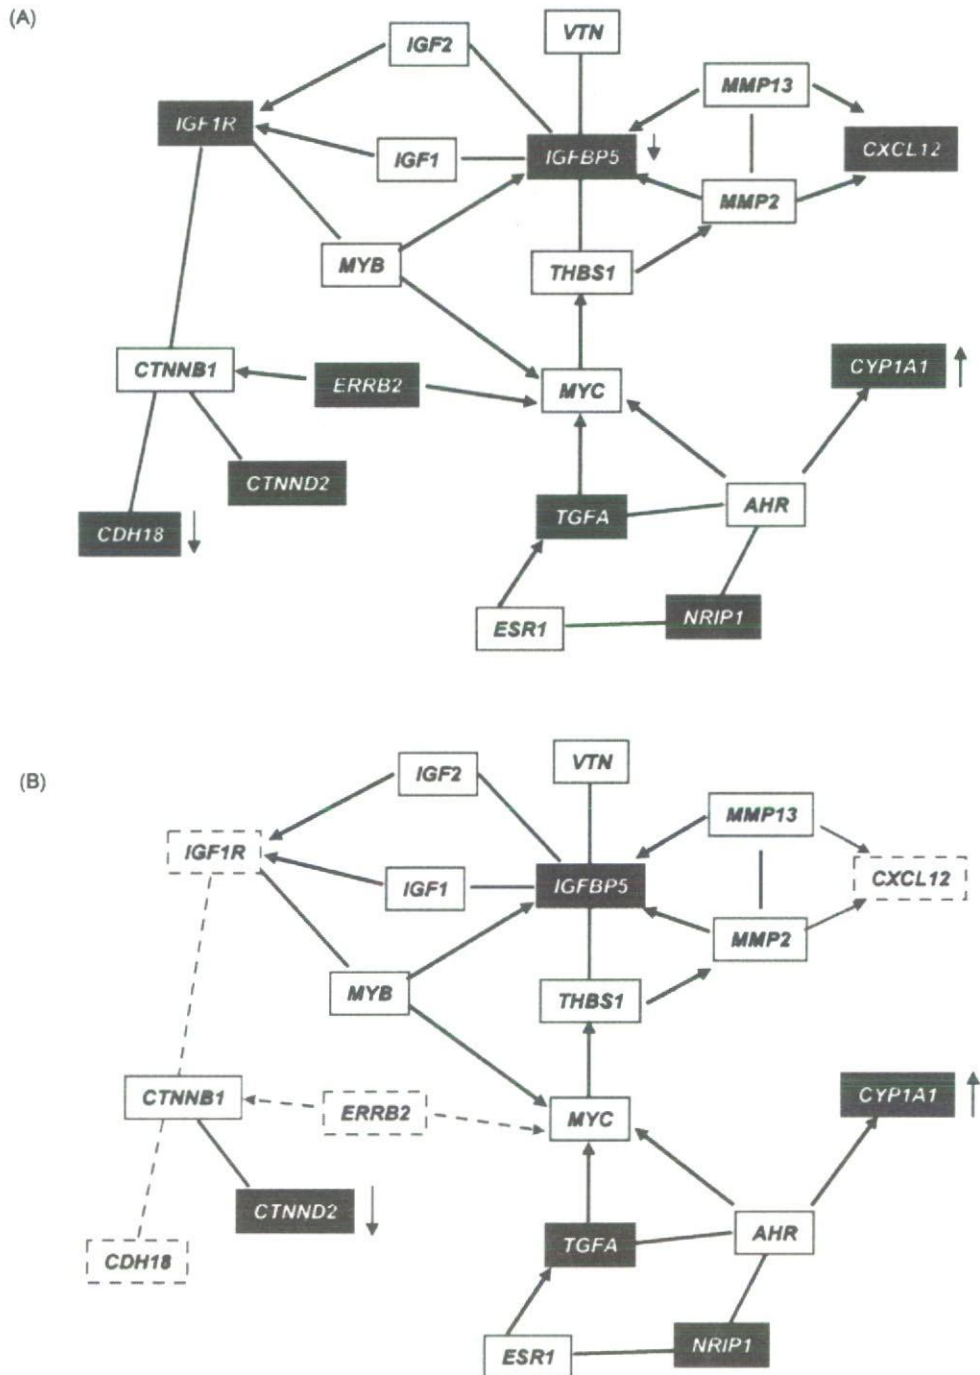 (A)
VTN
IGF2
MMP13
IGF1R
IGF1
IGFBP5
CXCL12
MMP2
MYB
THBS1
CTNNB1
ERRB2
MYC
CYP1A1
CTNND2
TGFA
AHR
CDH18
ESR1
NRIP1
(B)
VTN
IGF2
MMP13
IGF1R
IGF1
IGFBP5
CXCL12
MMP2
MYB
THBS1
CTNNB1
ERRB2
MYC
CYP1A1
CTNND2
TGFA
AHR
CDH18
ESR1
NRIP1